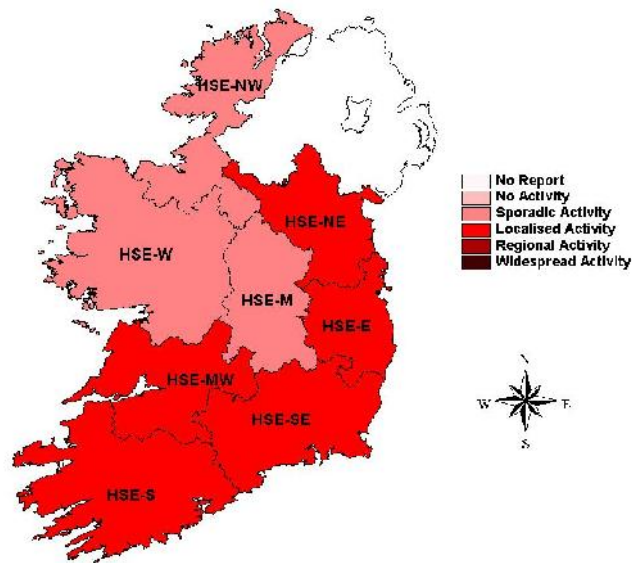 HSE-NW
No Report
No Activity
Sporadic Activity
Localised Activity
Regional Activity
Widespread Activity
HSE-NE
HSE-W
HSE-M
HSE-E
HSE-MW
HSE-SE
HSE-S
N
W
E
S